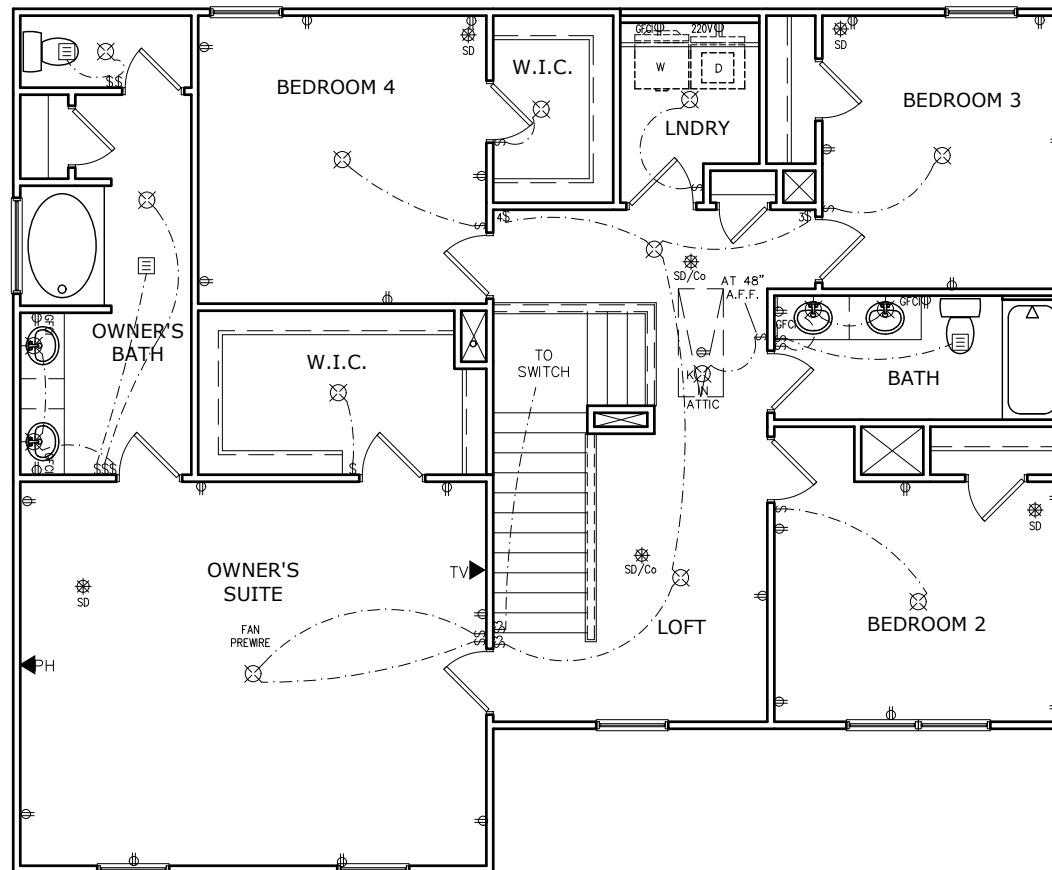 GFCI
220V
SD
SD
W.I.C.
W
D
BEDROOM 4
BEDROOM 3
LNDRY
$$
$
$
$
$
4$
3$
SD/Co
AT 48"
A.F.F.
GFCI
GFCI
GFCI
OWNER'S
BATH
W.I.C.
TO
SWITCH
K
IN
ATTIC
BATH
$
$
$
GFCI
$$$
$
$
SD
OWNER'S
SUITE
TV
SD
SD/Co
FAN
PREWIRE
LOFT
BEDROOM 2
PH